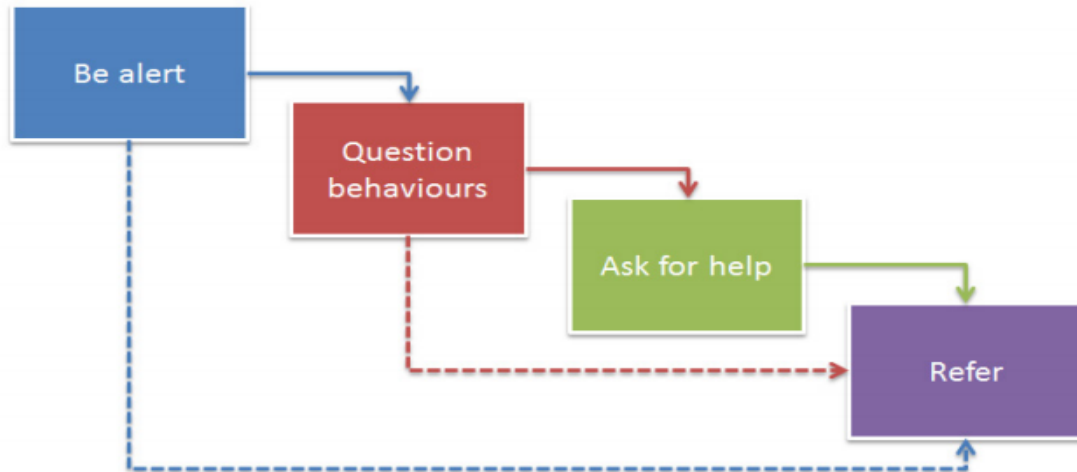 Be alert
Question
behaviours
Ask for help
Refer